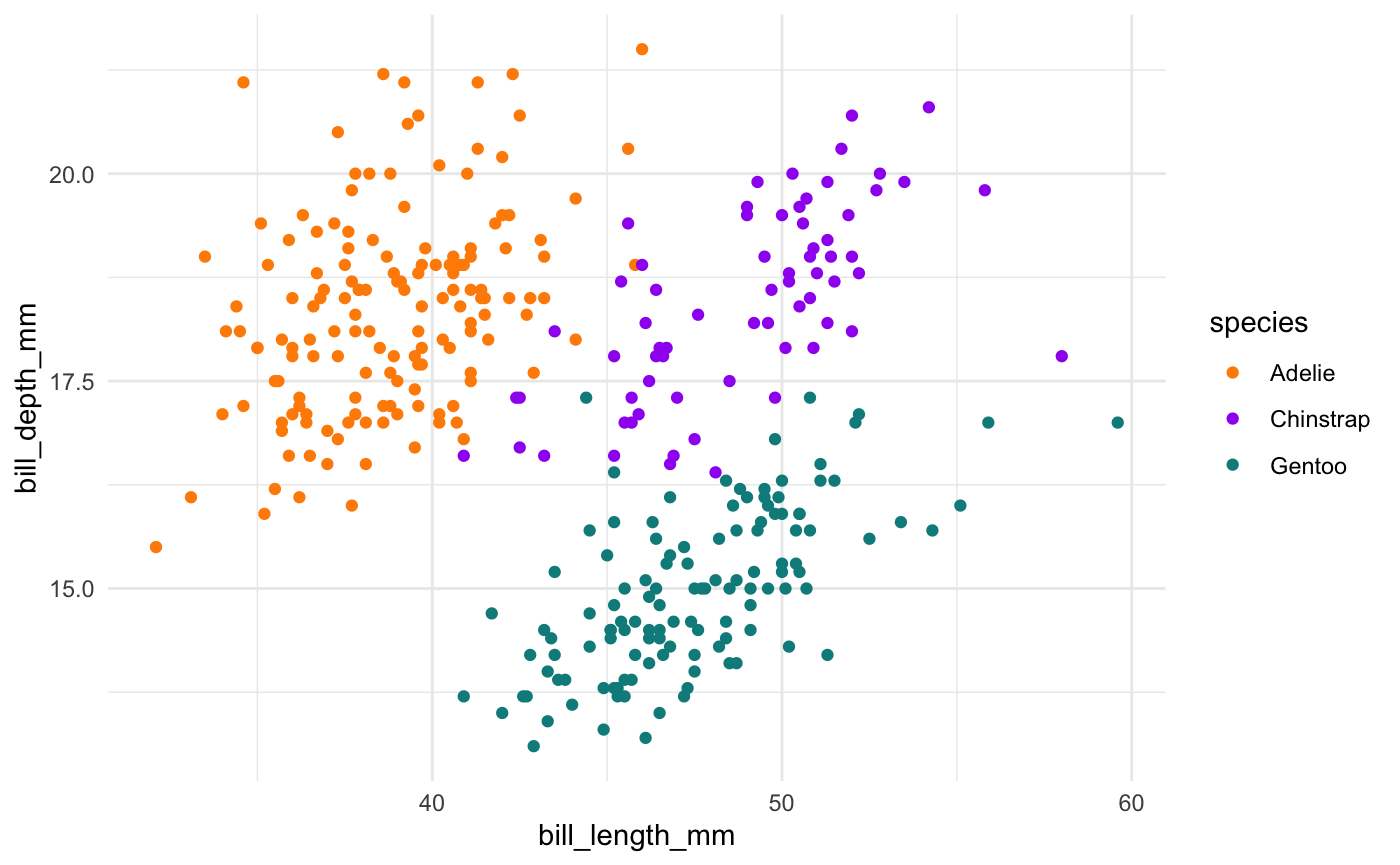 20.0
17.5
15.0
bill_depth_mm
40
50
60
bill_length_mm
species
Adelie
Chinstrap
Gentoo